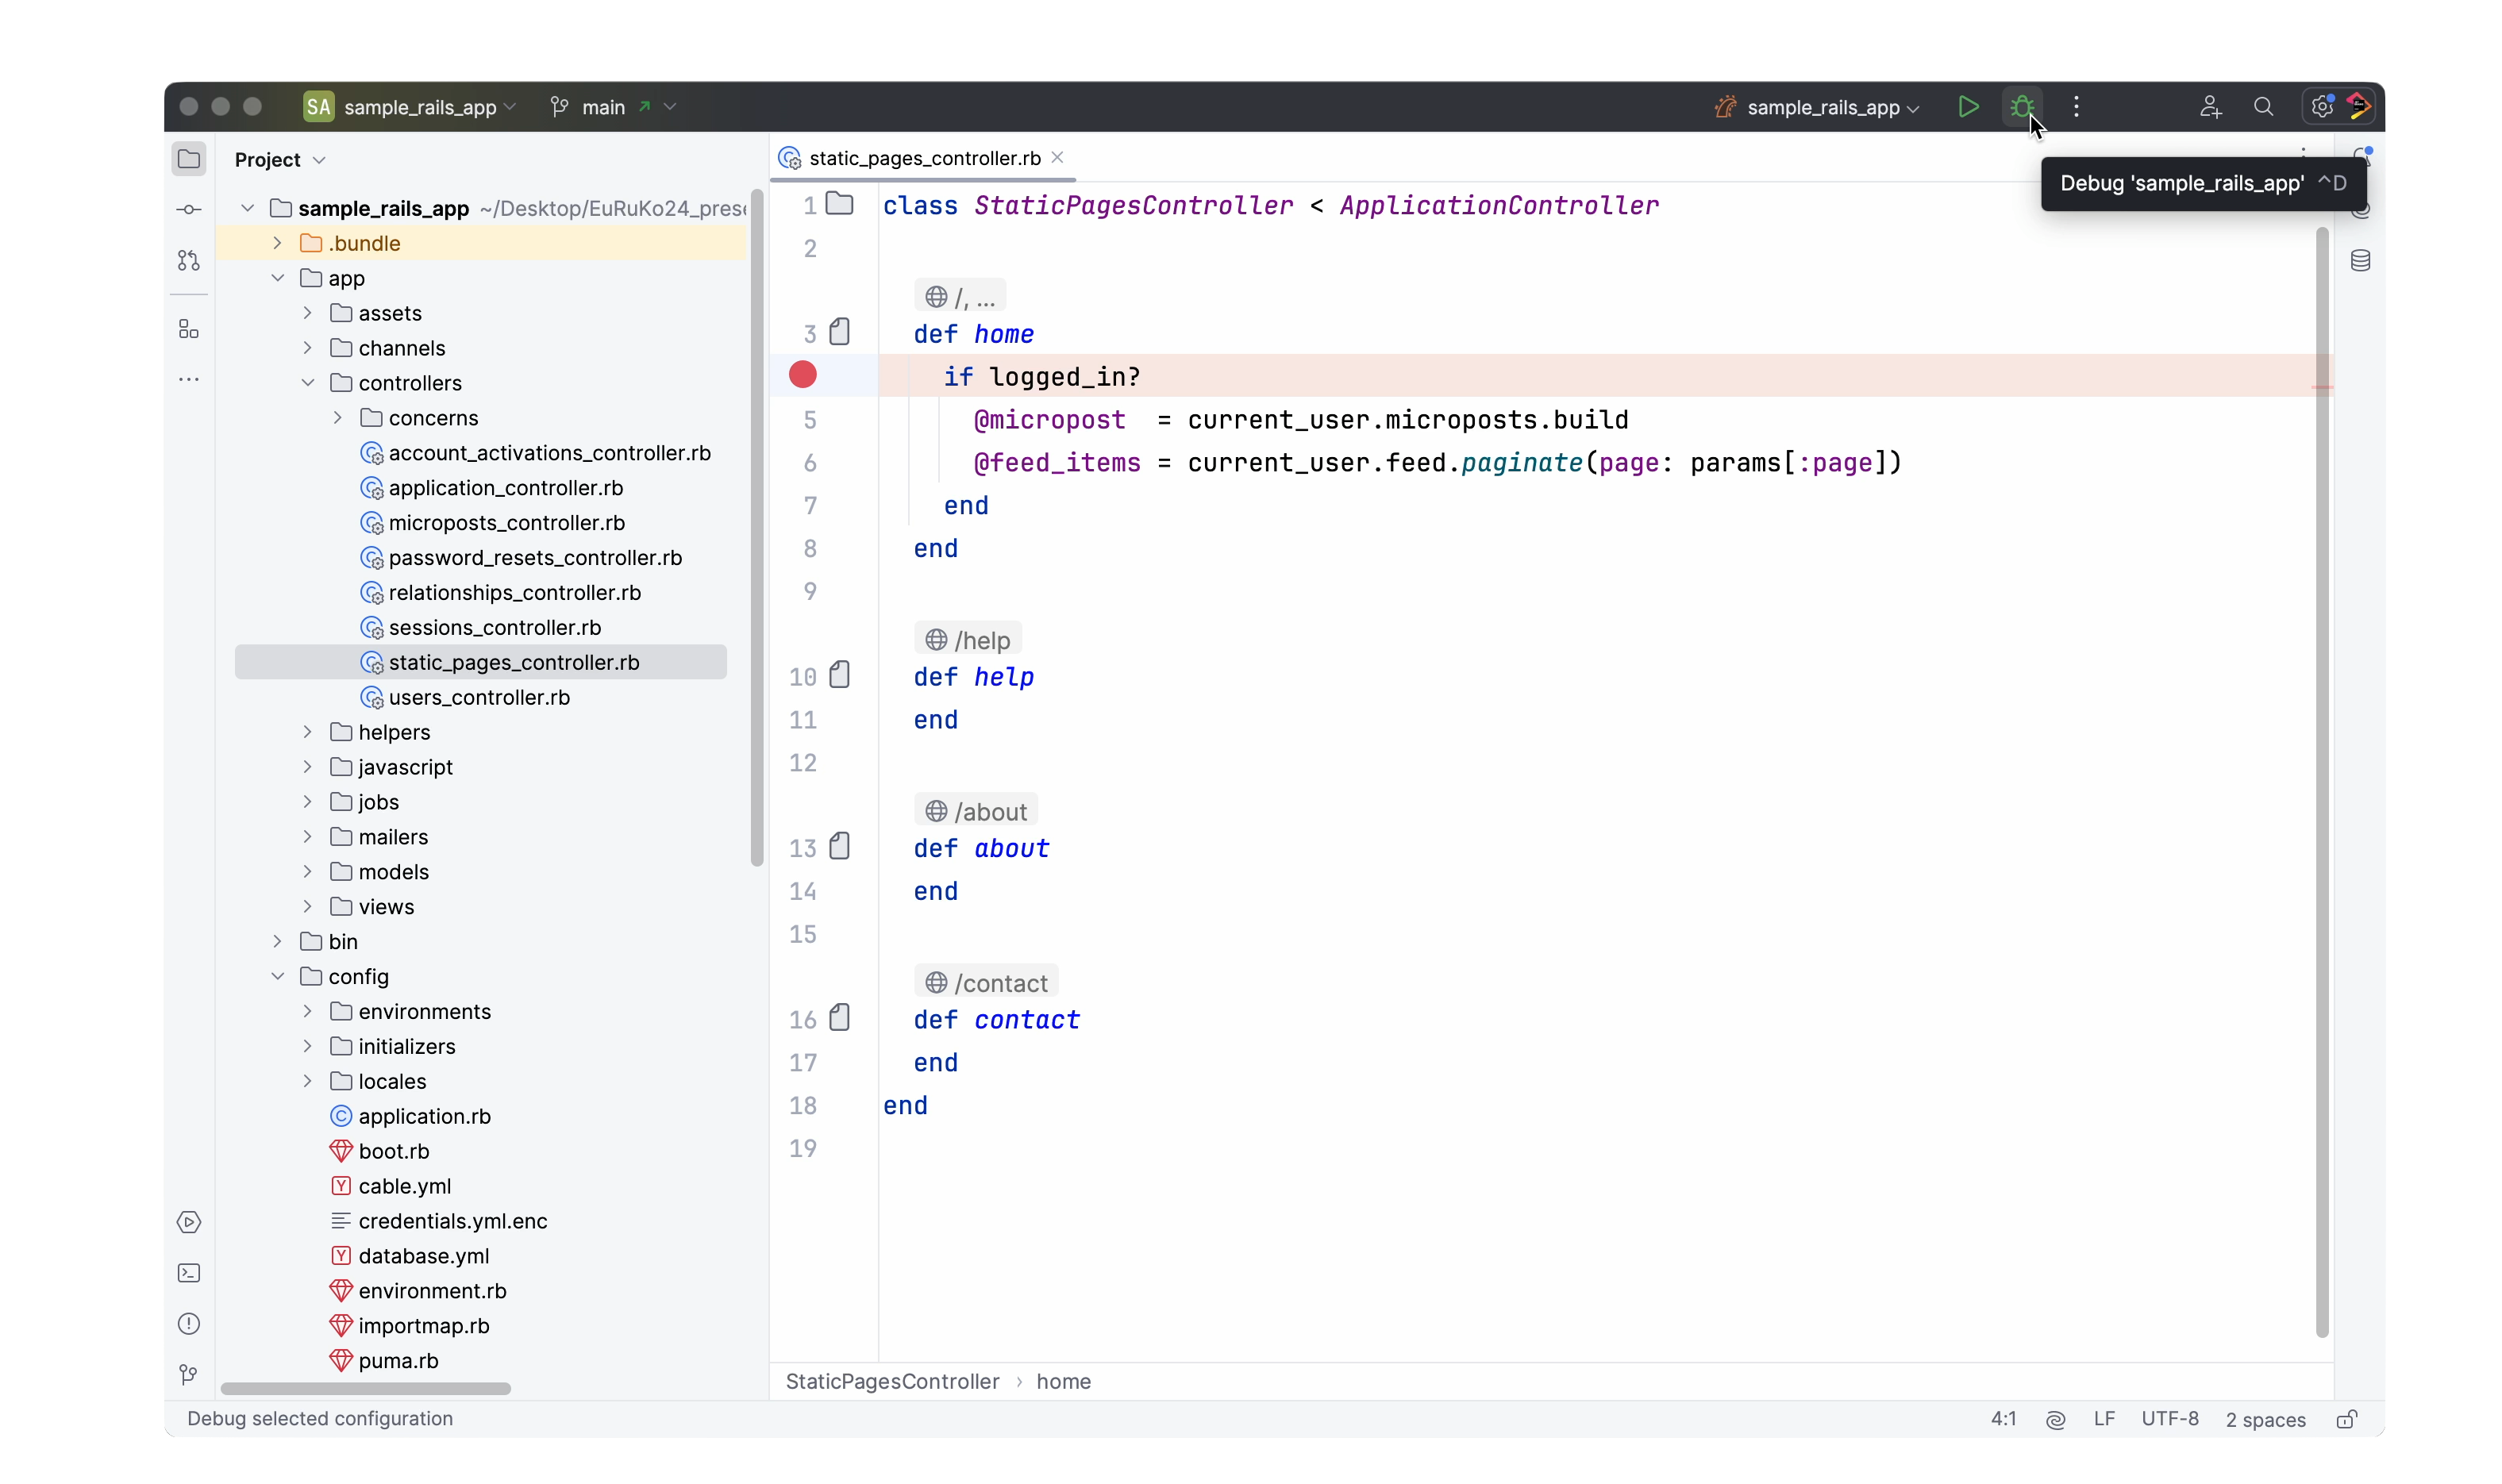 SA sample_rails_app main sample_rails_app
Project
sample_rails_app ~/Desktop/EuRuKo24_prese
.bundle
app
assets
channels
controllers
concerns
account_activations_controller.rb
application_controller.rb
microposts_controller.rb
password_resets_controller.rb
relationships_controller.rb
sessions_controller.rb
static_pages_controller.rb
users_controller.rb
helpers
javascript
jobs
mailers
models
views
bin
config
environments
initializers
locales
application.rb
boot.rb
cable.yml
credentials.yml.enc
database.yml
environment.rb
importmap.rb
puma.rb
static_pages_controller.rb
Debug 'sample_rails_app' ^D
1 class StaticPagesController < ApplicationController
2
/, ...
3 def home
if logged_in?
5 @micropost = current_user.microposts.build
6 @feed_items = current_user.feed.paginate(page: params[:page])
7 end
8 end
9
/help
10 def help
11 end
12
/about
13 def about
14 end
15
/contact
16 def contact
17 end
18 end
19
StaticPagesController › home
Debug selected configuration
4:1 LF UTF-8 2 spaces